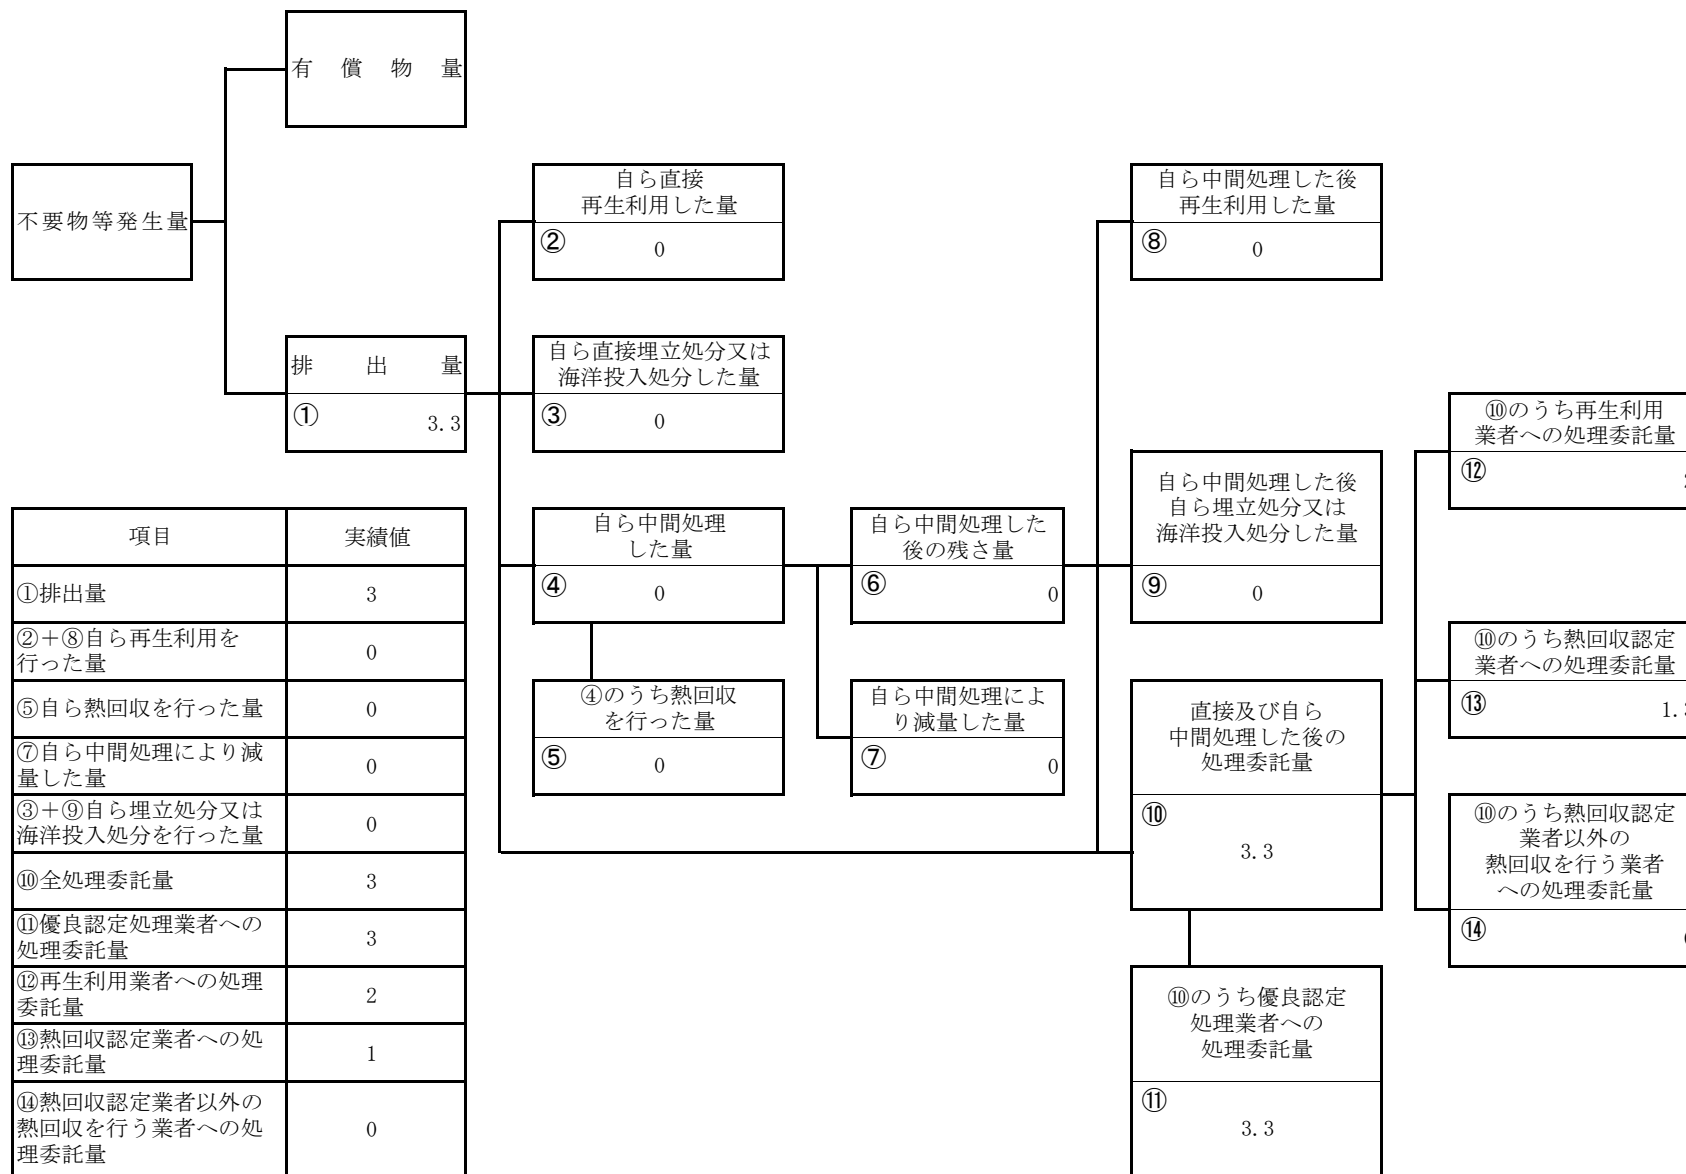 有償物量
不要物等発生量
排出量
① 3.3
自ら直接
再生利用した量
② 0
自ら直接埋立処分又は
海洋投入処分した量
③ 0
自ら中間処理
した量
④ 0
④のうち熱回収
を行った量
⑤ 0
自ら中間処理した
後の残さ量
⑥ 0
自ら中間処理によ
り減量した量
⑦ 0
自ら中間処理した後
再生利用した量
⑧ 0
自ら中間処理した後
自ら埋立処分又は
海洋投入処分した量
⑨ 0
直接及び自ら
中間処理した後の
処理委託量
⑩
3.3
⑩のうち優良認定
処理業者への
処理委託量
⑪
3.3
⑩のうち再生利用
業者への処理委託量
⑫
⑩のうち熱回収認定
業者への処理委託量
⑬ 1.
⑩のうち熱回収認定
業者以外の
熱回収を行う業者
への処理委託量
⑭
項目 実績値
①排出量 3
②+⑧自ら再生利用を
行った量 0
⑤自ら熱回収を行った量 0
⑦自ら中間処理により減
量した量 0
③+⑨自ら埋立処分又は
海洋投入処分を行った量 0
⑩全処理委託量 3
⑪優良認定処理業者への
処理委託量 3
⑫再生利用業者への処理
委託量 2
⑬熱回収認定業者への処
理委託量 1
⑭熱回収認定業者以外の
熱回収を行う業者への処
理委託量 0